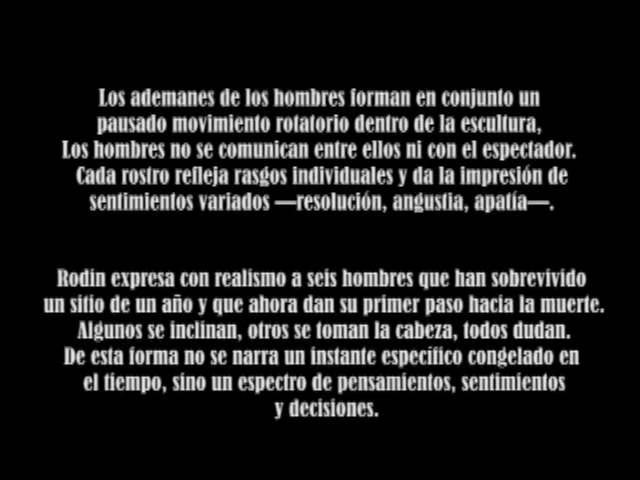 Los ademanes de los hombres forman en conjunto un
pausado movimiento rotatorio dentro de la escultura,
Los hombres no se comunican entre ellos ni con el espectador.
Cada rostro refleja rasgos individuales y da la impresión de
sentimientos variados —resolución, angustia, apatía—.
Rodin expresa con realismo a seis hombres que han sobrevivido
un sitio de un año y que ahora dan su primer paso hacia la muerte.
Algunos se inclinan, otros se toman la cabeza, todos dudan.
De esta forma no se narra un instante específico congelado en
el tiempo, sino un espectro de pensamientos, sentimientos
y decisiones.